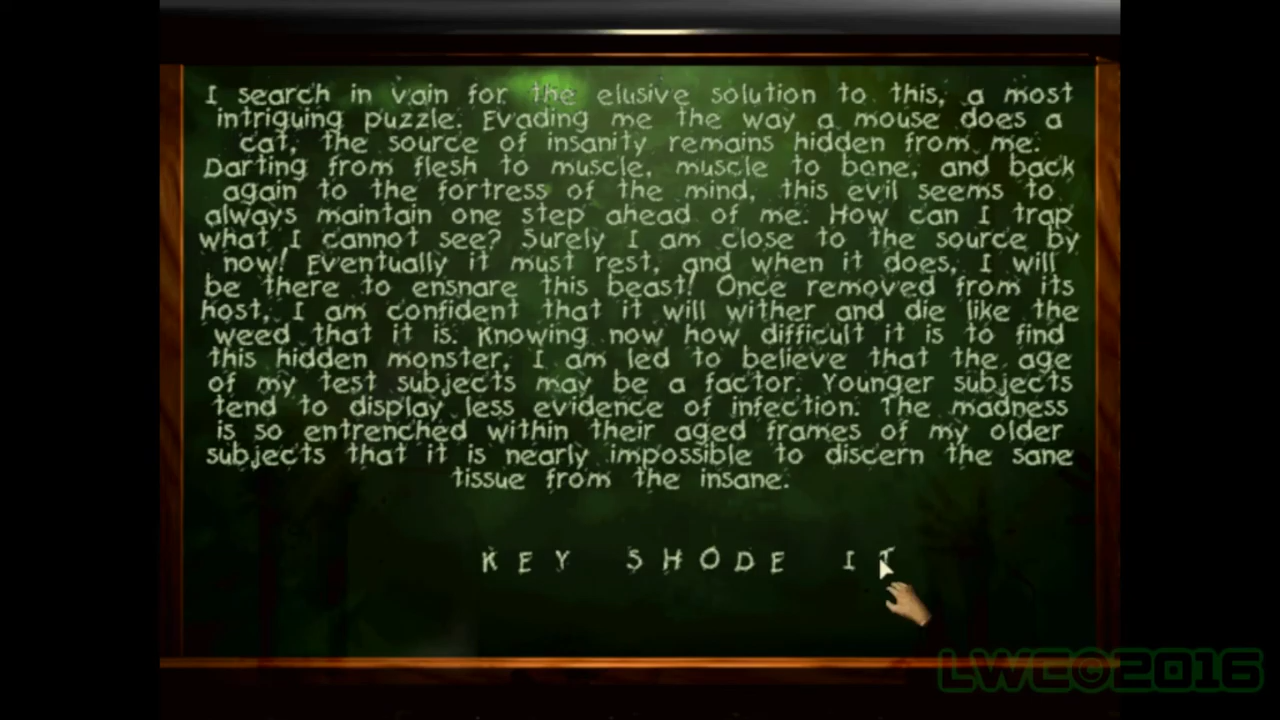 I search in vain for the elusive solution to this, a most
intriguing puzzle. Evading me the way a mouse does a
cat, the source of insanity remains hidden from me.
Darting from flesh to muscle, muscle to bone, and back
again to the fortress of the mind, this evil seems to
always maintain one step ahead of me. How can I trap
what I cannot see? Surely I am close to the source by
now! Eventually it must rest, and when it does, I will
be there to ensnare this beast! Once removed from its
host, I am confident that it will wither and die like the
weed that it is. Knowing now how difficult it is to find
this hidden monster, I am led to believe that the age
of my test subjects may be a factor. Younger subjects
tend to display less evidence of infection. The madness
is so entrenched within their aged frames of my older
subjects that it is nearly impossible to discern the sane
tissue from the insane.
KEY SHODE IT
LWC©2016